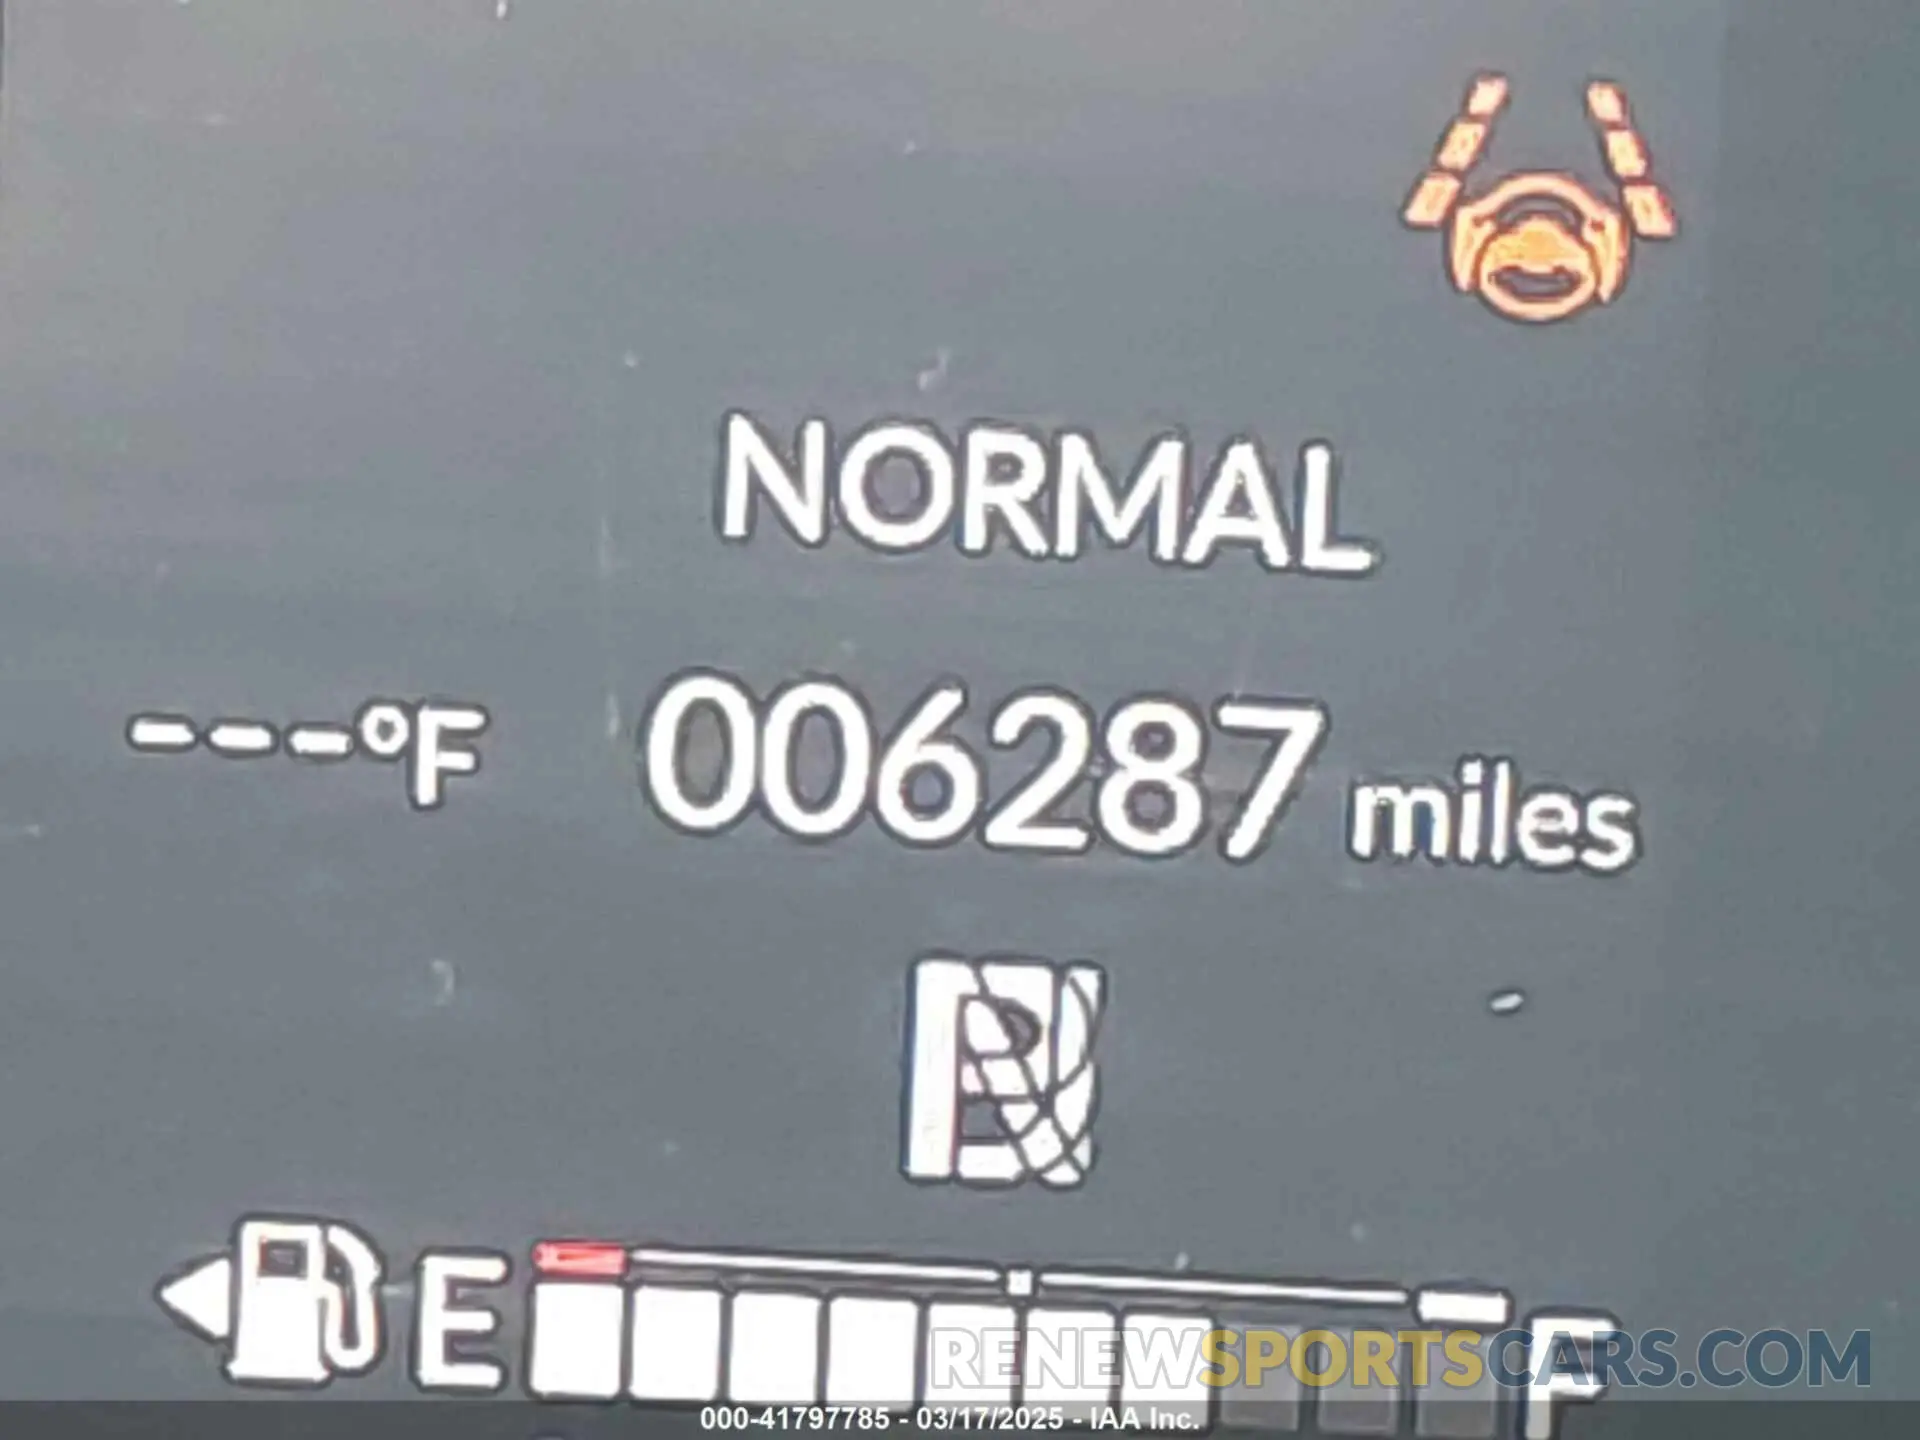 NORMAL
---°F 006287 miles
E F
RENEWSPORTSCARS.COM
000-41797785 - 03/17/2025 - IAA Inc.